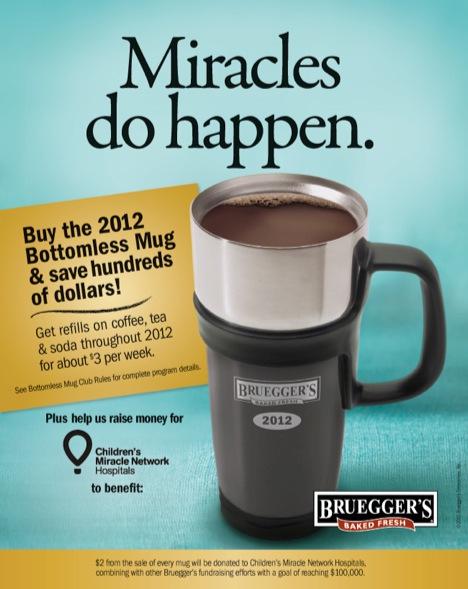 Miracles
do happen.
Buy the 2012
Bottomless Mug
& save hundreds
of dollars!
Get refills on coffee, tea
& soda throughout 2012
for about $3 per week.
See Bottomless Mug Club Rules for complete program details.
Plus help us raise money for
Children's
Miracle Network
Hospitals
to benefit:
BRUEGGER'S
BAKED FRESH
2012
BRUEGGER'S
BAKED FRESH
$2 from the sale of every mug will be donated to Children's Miracle Network Hospitals,
combining with other Bruegger's fundraising efforts with a goal of reaching $100,000.